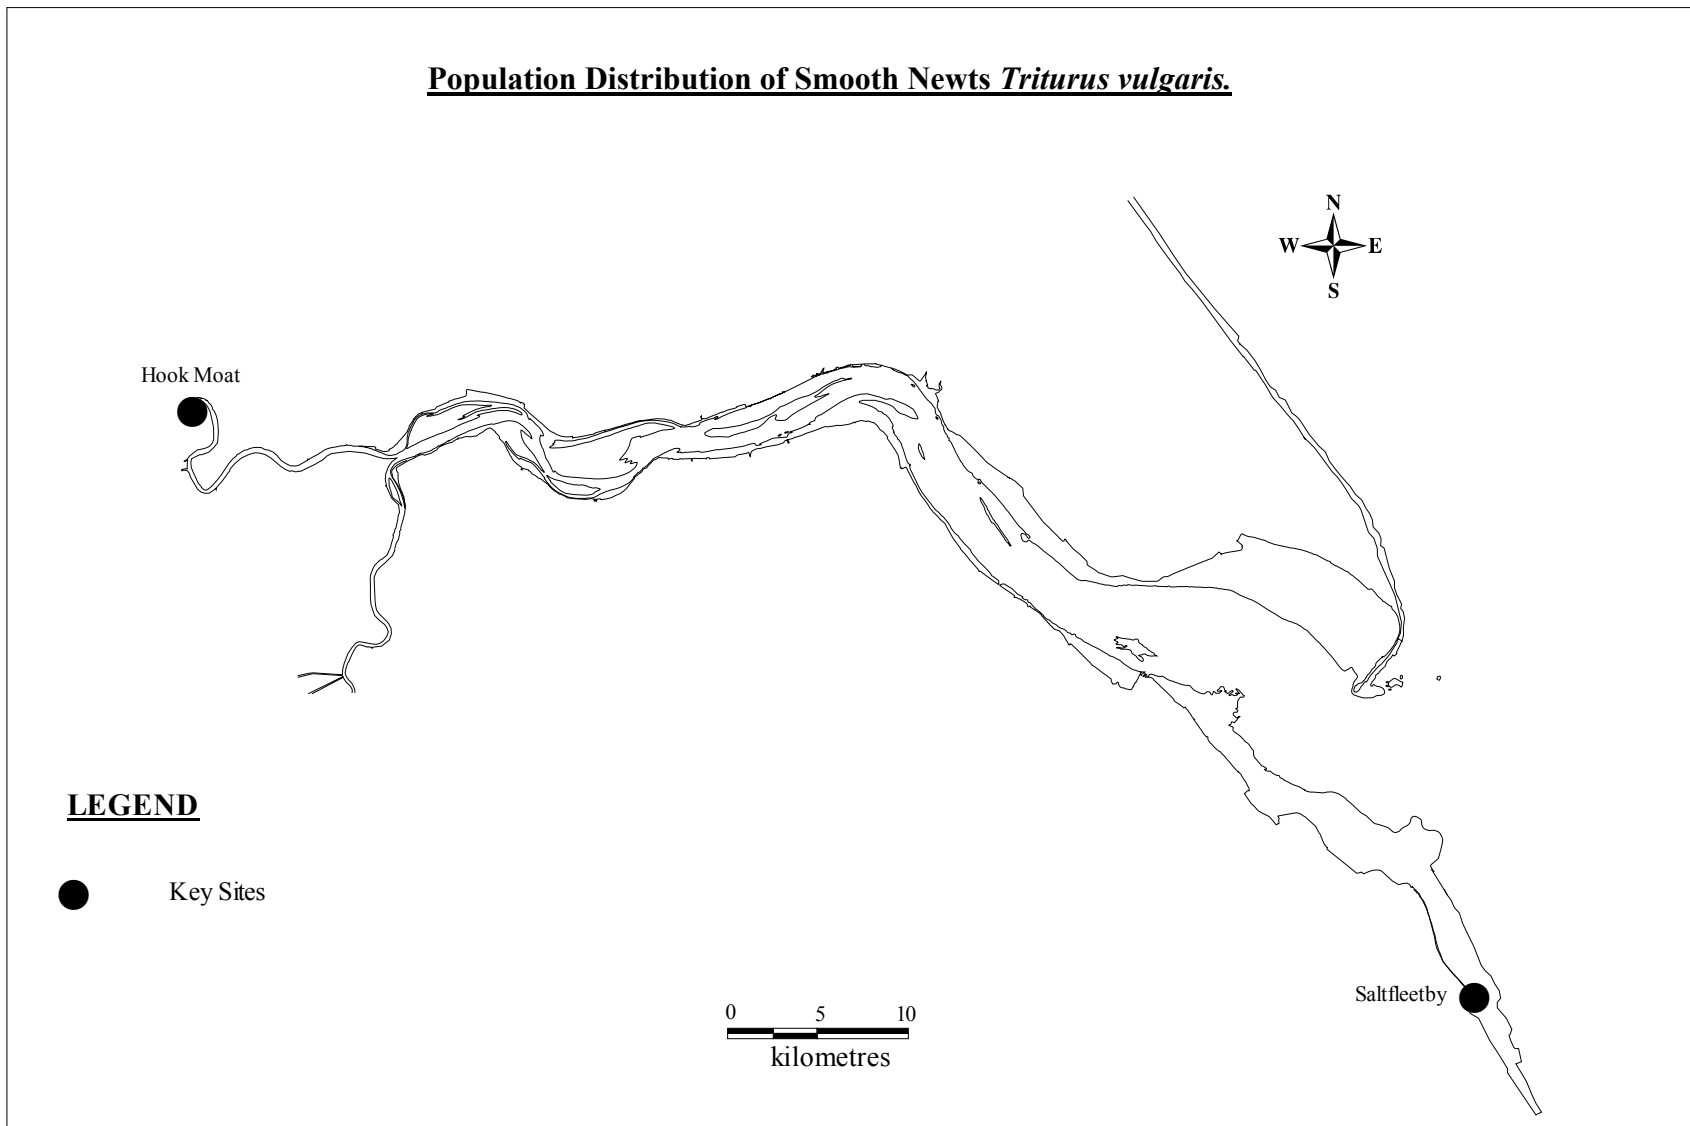 Population Distribution of Smooth Newts Triturus vulgaris.
N
W E
S
Hook Moat
LEGEND
Key Sites
Saltfleetby
0 5 10
kilometres